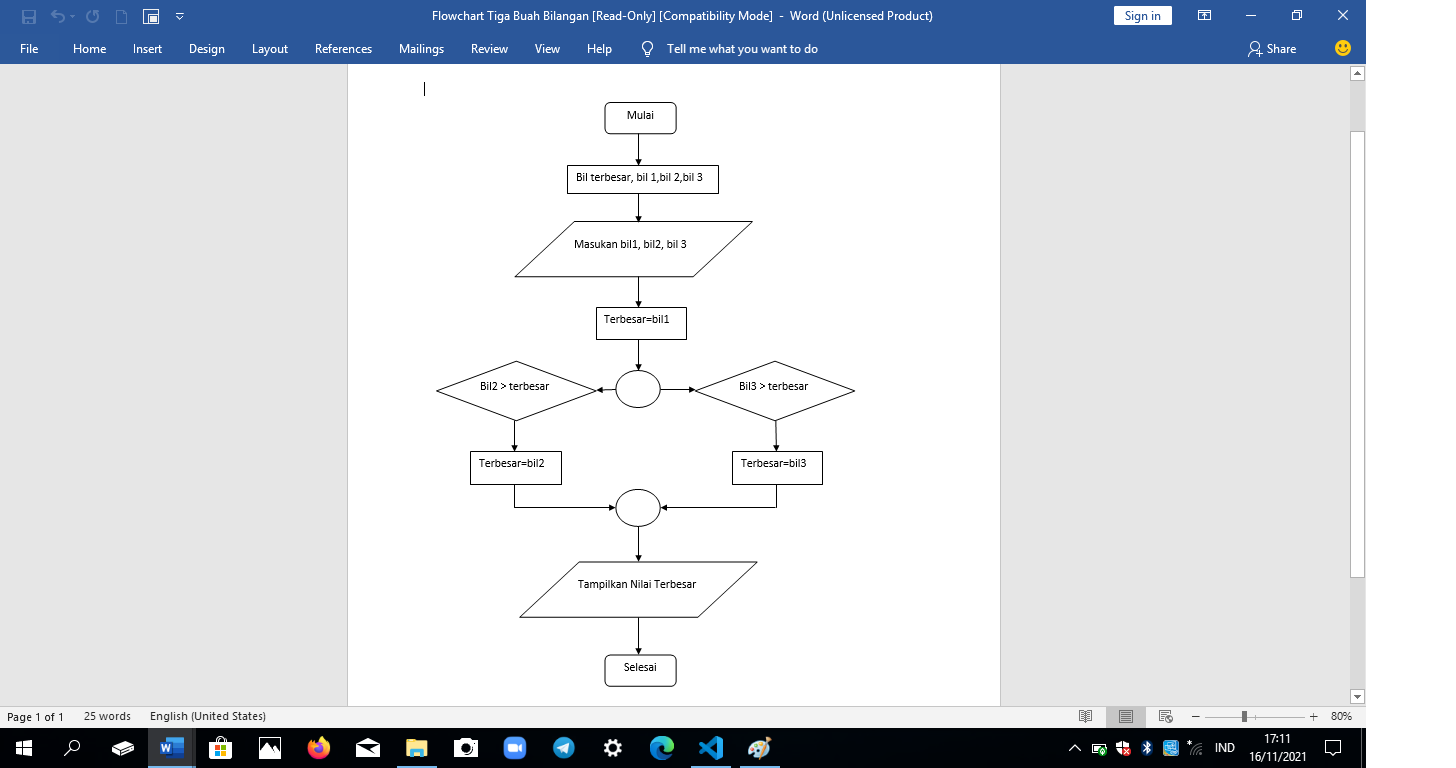 Flowchart Tiga Buah Bilangan [Read-Only] [Compatibility Mode] - Word (Unlicensed Product)
Sign in
File Home Insert Design Layout References Mailings Review View Help Tell me what you want to do Share
Mulai
Bil terbesar, bil 1,bil 2,bil 3
Masukan bil1, bil2, bil 3
Terbesar=bil1
Bil2 > terbesar Bil3 > terbesar
Terbesar=bil2 Terbesar=bil3
Tampilkan Nilai Terbesar
Selesai
Page 1 of 1 25 words English (United States) 80%
IND
17:11
16/11/2021